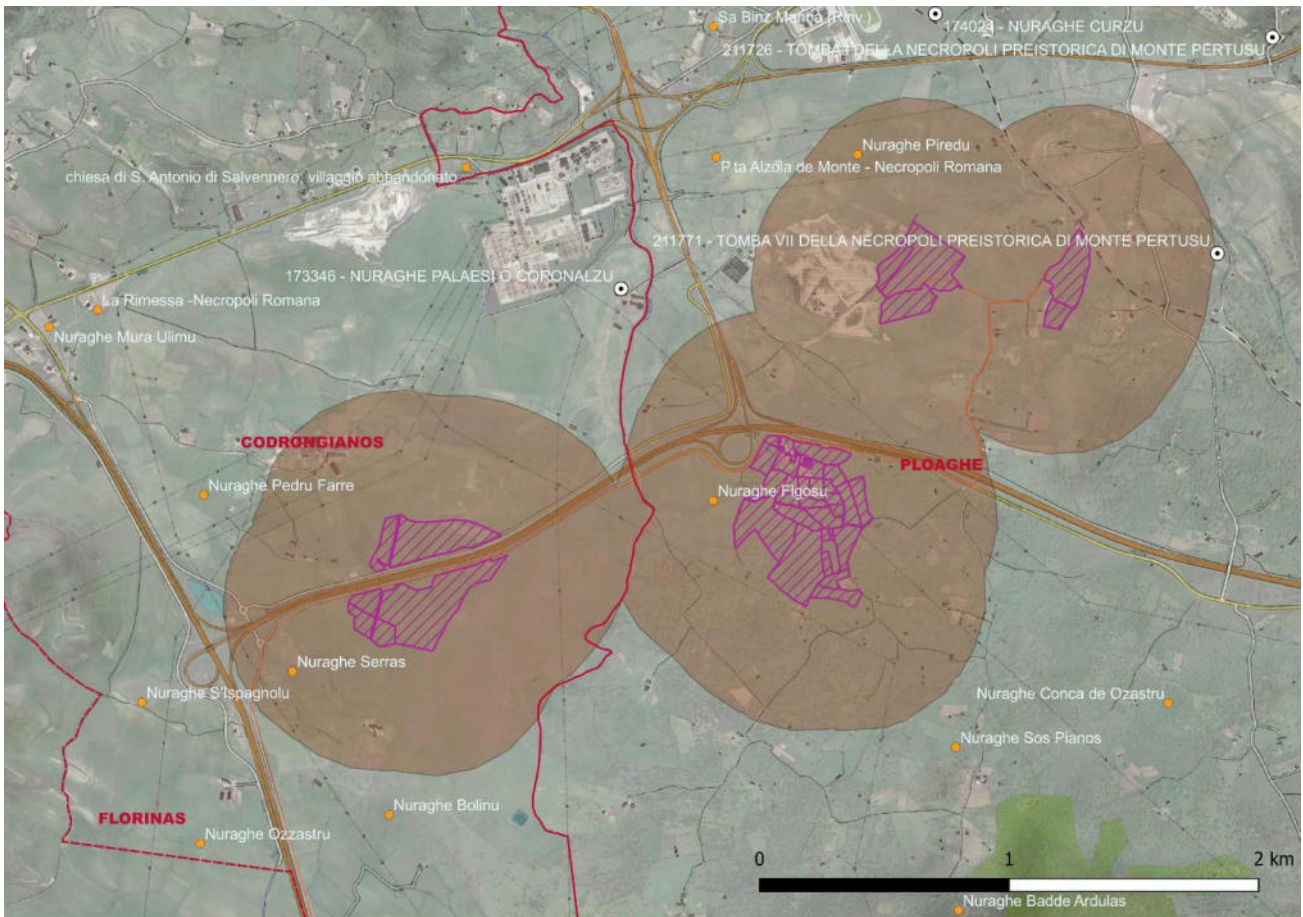 Sa Binz Manna (Rinv.)
174024 - NURAGHE CURZU
211726 - TOMBA I DELLA NECROPOLI PREISTORICA DI MONTE PERTUSU
Nuraghe Piredu
P.ta Alzola de Monte - Necropoli Romana
chiesa di S. Antonio di Salvennero, villaggio abbandonato
211771 - TOMBA VII DELLA NECROPOLI PREISTORICA DI MONTE PERTUSU
173346 - NURAGHE PALAESI O CORONALZU
La Rimessa -Necropoli Romana
Nuraghe Mura Ulimu
CODRONGIANOS
PLOAGHE
Nuraghe Pedru Farre
Nuraghe Figosu
Nuraghe Serras
Nuraghe S'Ispagnolu
Nuraghe Conca de Ozastru
Nuraghe Sos Pianos
Nuraghe Bolinu
FLORINAS
Nuraghe Ozzastru
0 1 2 km
Nuraghe Badde Ardulas